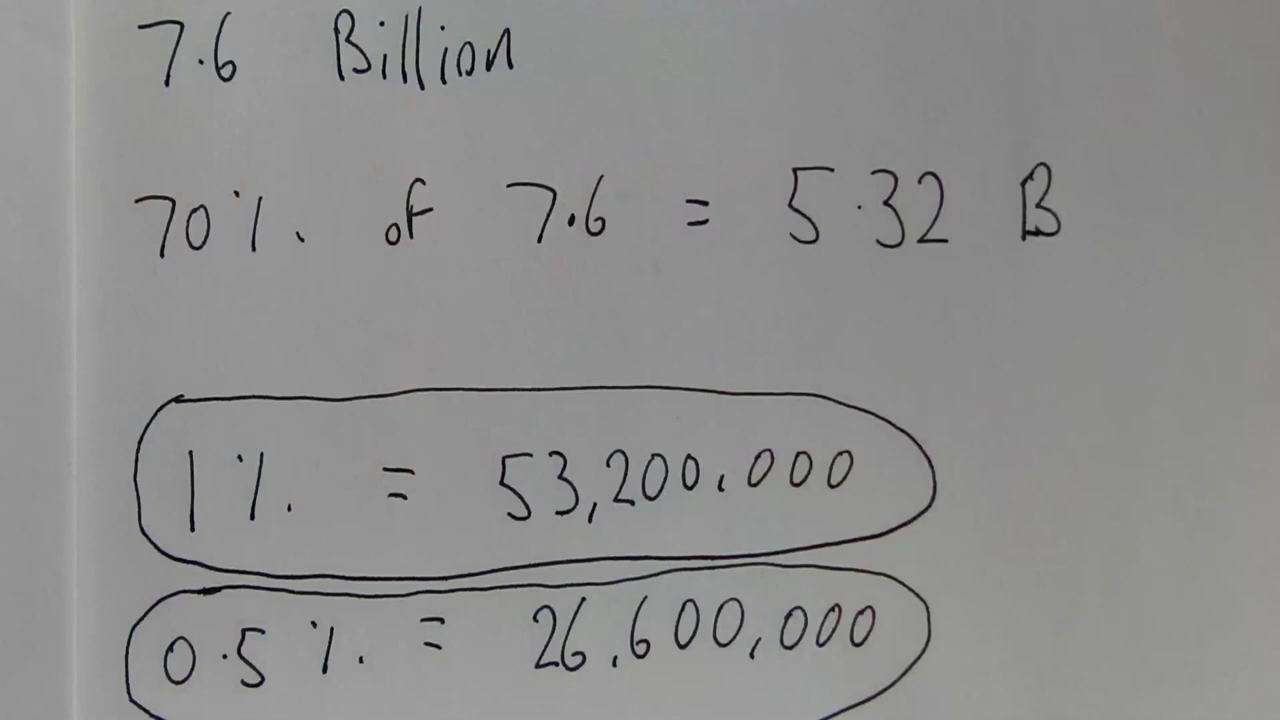 7.6 Billion
70%. of 7.6 = 5.32 B
1%. = 53,200,000
0.5%. = 26,600,000